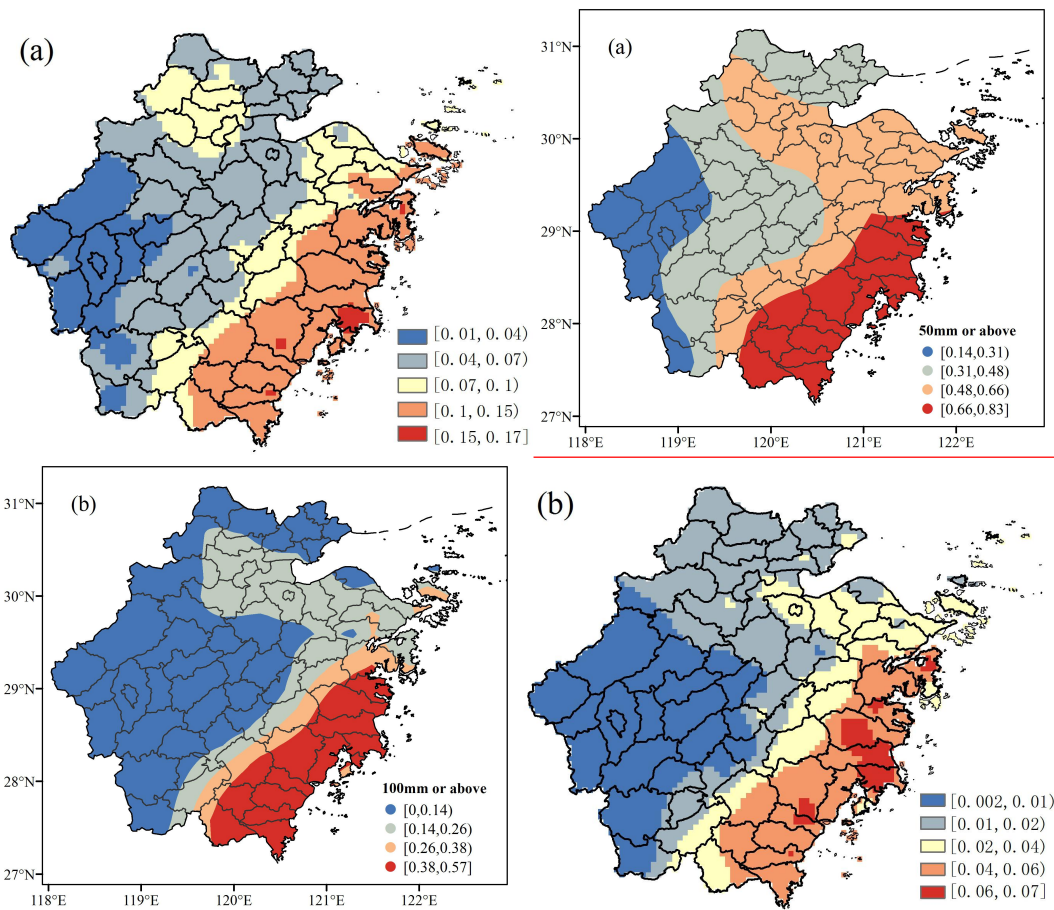 (a)
[0.01, 0.04)
[0.04, 0.07)
[0.07, 0.1)
[0.1, 0.15)
[0.15, 0.17]
(a)
31°N
30°N
29°N
28°N
27°N
50mm or above
[0.14,0.31)
[0.31,0.48)
[0.48,0.66)
[0.66,0.83]
118°E
119°E
120°E
121°E
122°E
(b)
31°N
30°N
29°N
28°N
27°N
100mm or above
[0,0.14)
[0.14,0.26)
[0.26,0.38)
[0.38,0.57]
118°E
119°E
120°E
121°E
122°E
(b)
[0.002, 0.01)
[0.01, 0.02)
[0.02, 0.04)
[0.04, 0.06)
[0.06, 0.07]